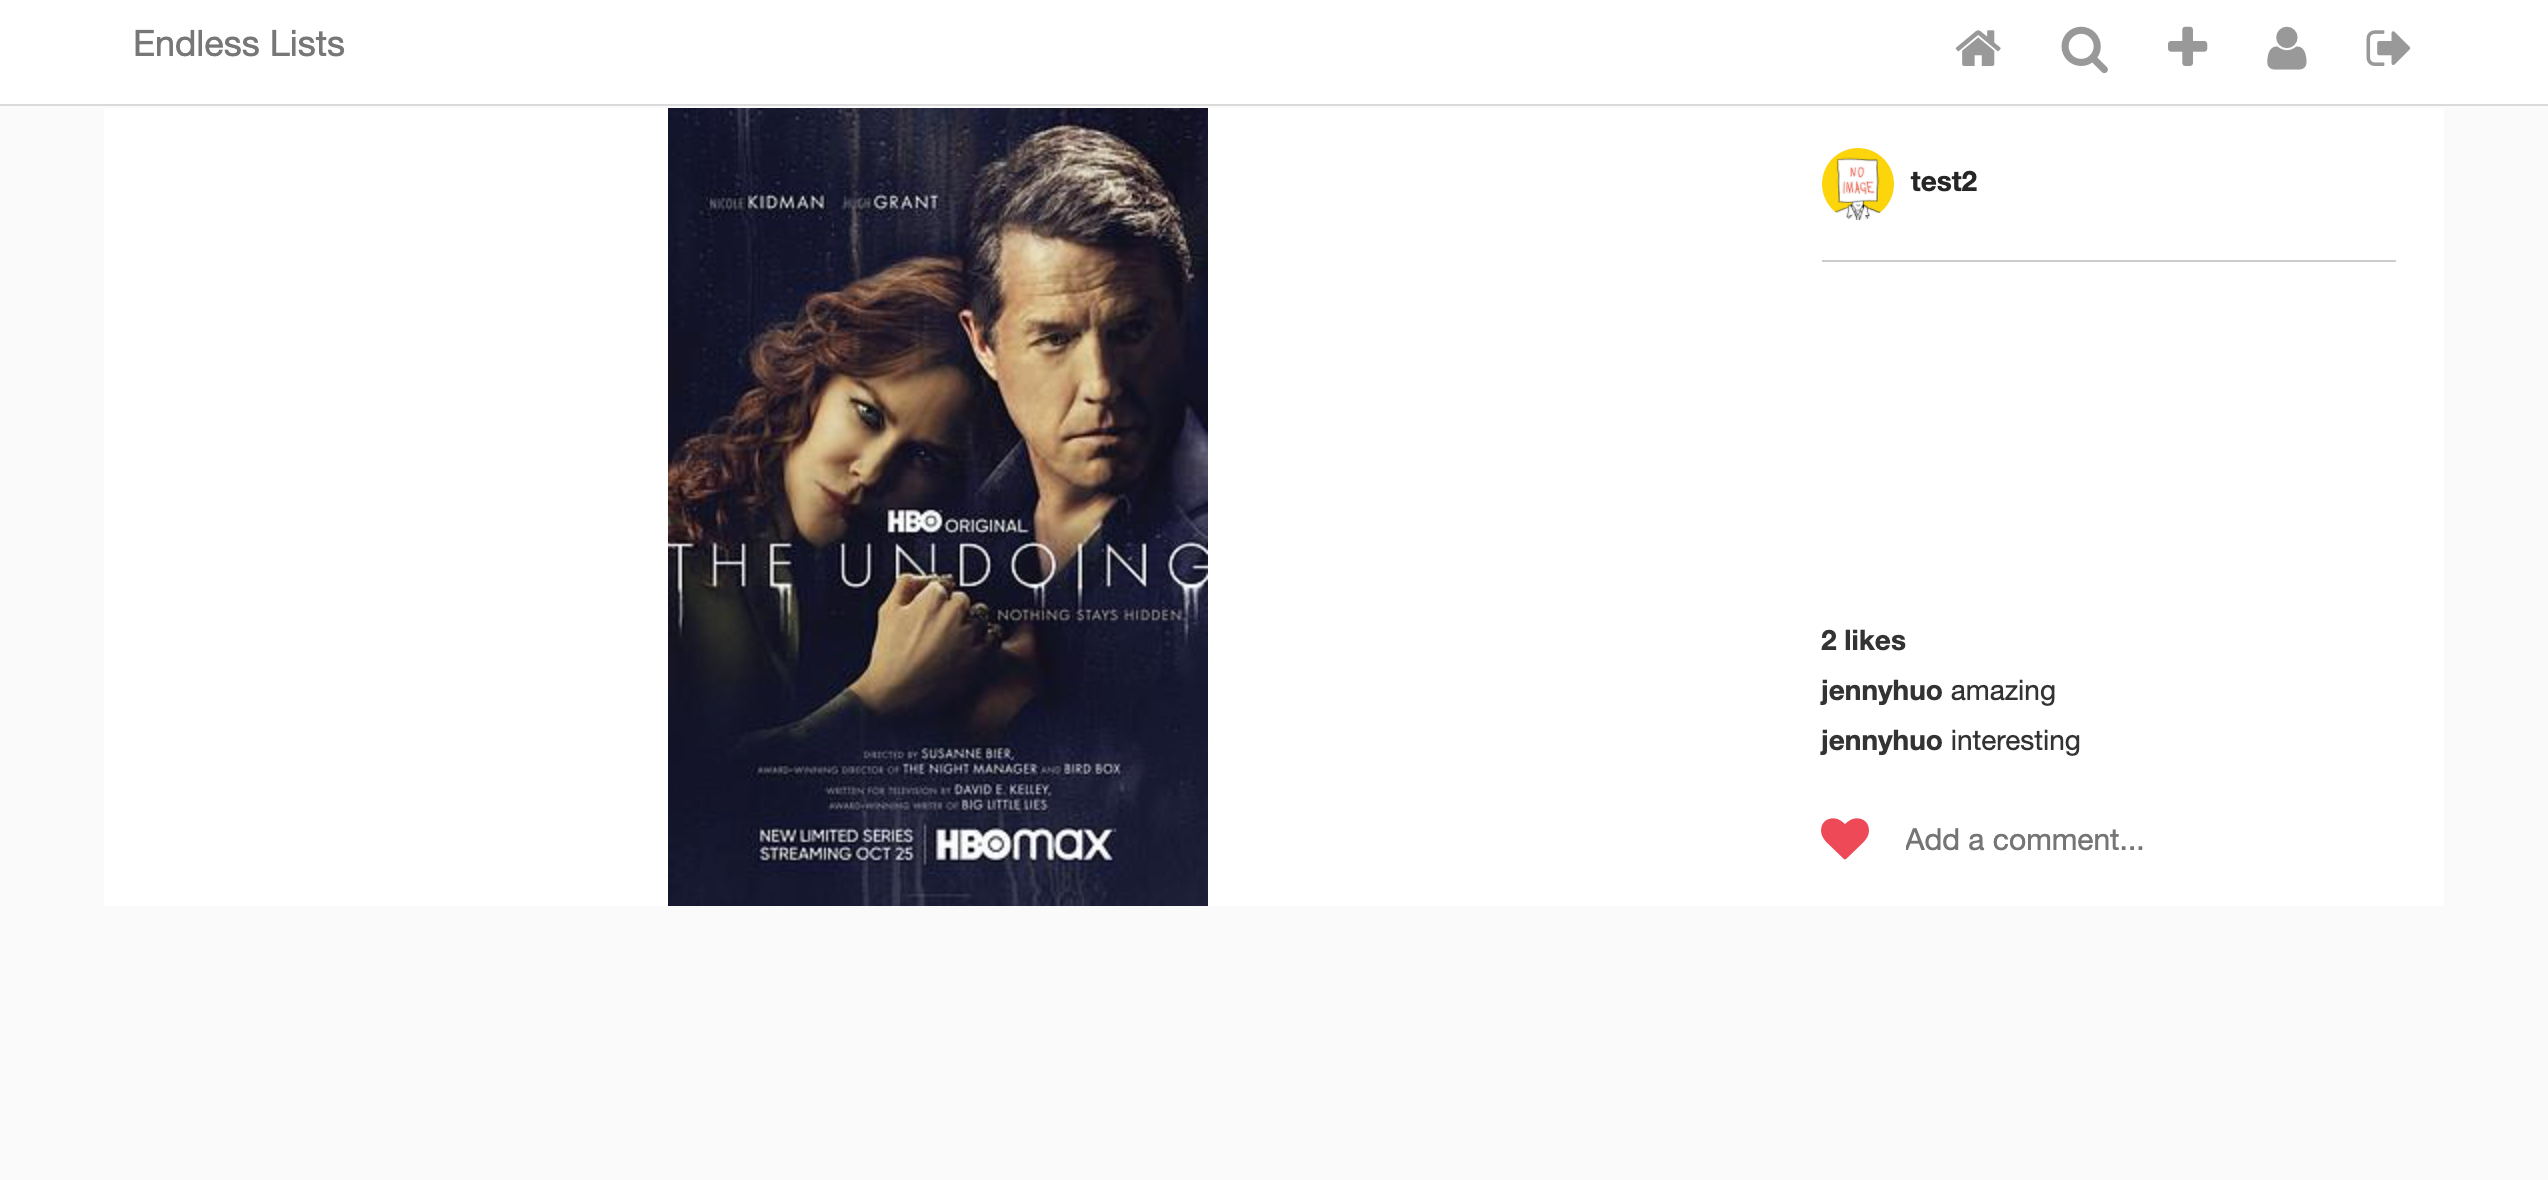 Endless Lists
NICOLE KIDMAN HUGH GRANT
HBO ORIGINAL
THE UNDOING
NOTHING STAYS HIDDEN.
DIRECTED BY SUSANNE BIER,
AWARD-WINNING DIRECTOR OF THE NIGHT MANAGER AND BIRD BOX
WRITTEN FOR TELEVISION BY DAVID E. KELLEY,
AWARD-WINNING WRITER OF BIG LITTLE LIES
NEW LIMITED SERIES
STREAMING OCT 25
HBO max
NO
IMAGE
test2
2 likes
jennyhuo amazing
jennyhuo interesting
Add a comment...